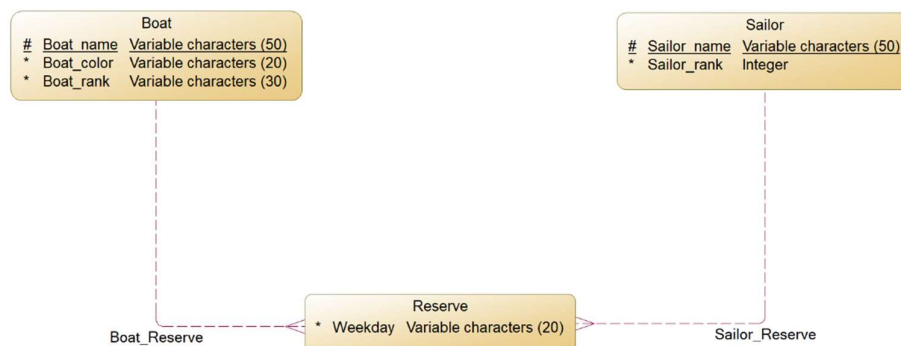 Boat
# Boat_name Variable characters (50)
* Boat_color Variable characters (20)
* Boat_rank Variable characters (30)
Sailor
# Sailor_name Variable characters (50)
* Sailor_rank Integer
Reserve
* Weekday Variable characters (20)
Boat_Reserve
Sailor_Reserve